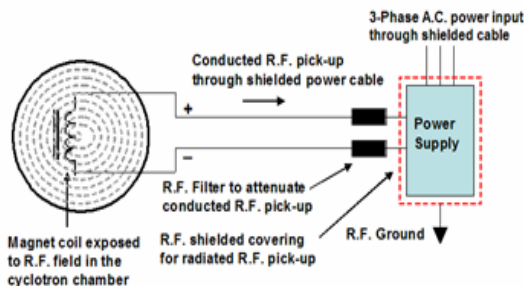 3-Phase A.C. power input
through shielded cable
Conducted R.F. pick-up
through shielded power cable
+
Power
Supply
–
R.F. Filter to attenuate
conducted R.F. pick-up
Magnet coil exposed
to R.F. field in the
cyclotron chamber
R.F. shielded covering
for radiated R.F. pick-up
R.F. Ground